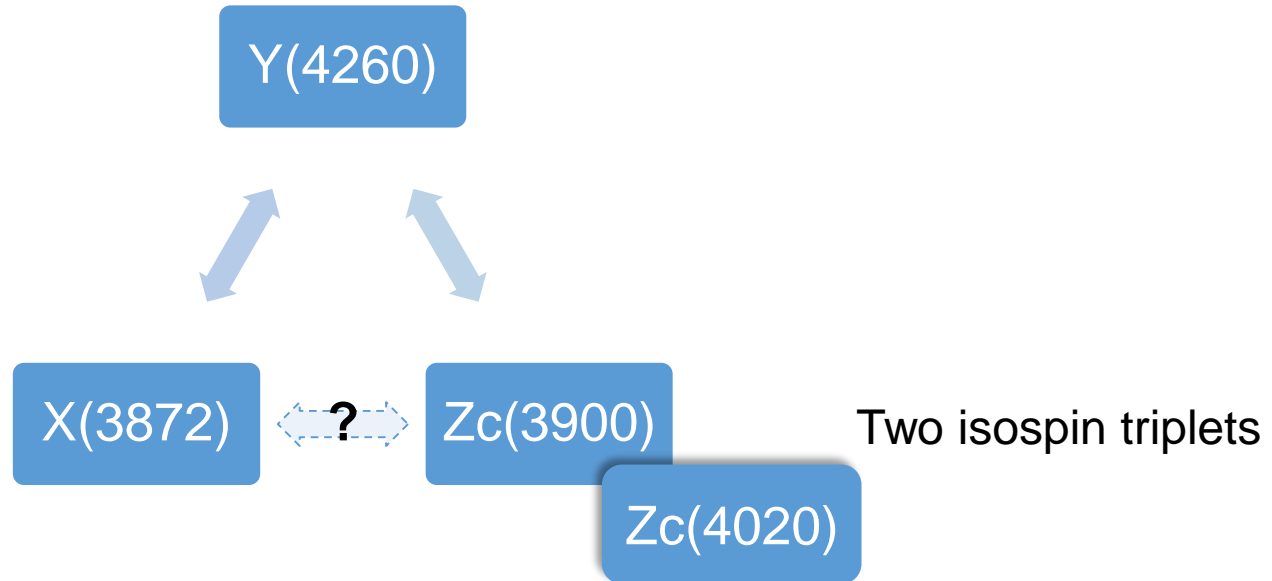 Y(4260)
X(3872)
?
Zc(3900)
Two isospin triplets
Zc(4020)